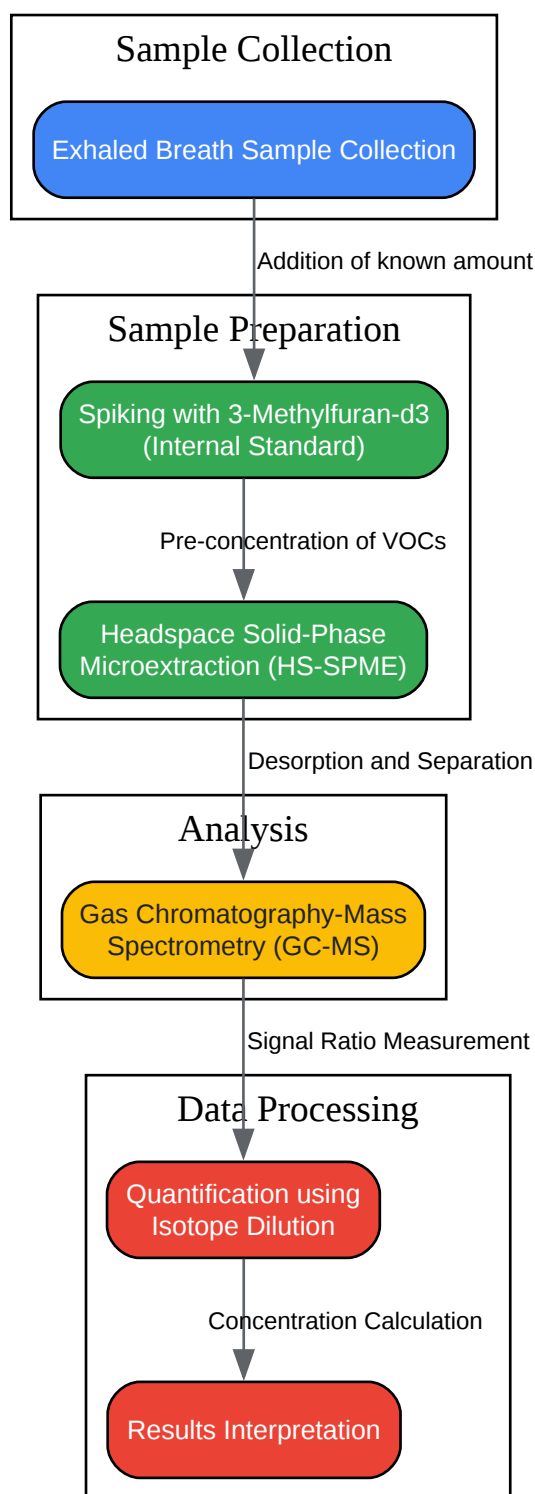 Sample Collection
Exhaled Breath Sample Collection
Addition of known amount
Sample Preparation
Spiking with 3-Methylfuran-d3
(Internal Standard)
Pre-concentration of VOCs
Headspace Solid-Phase
Microextraction (HS-SPME)
Desorption and Separation
Analysis
Gas Chromatography-Mass
Spectrometry (GC-MS)
Signal Ratio Measurement
Data Processing
Quantification using
Isotope Dilution
Concentration Calculation
Results Interpretation